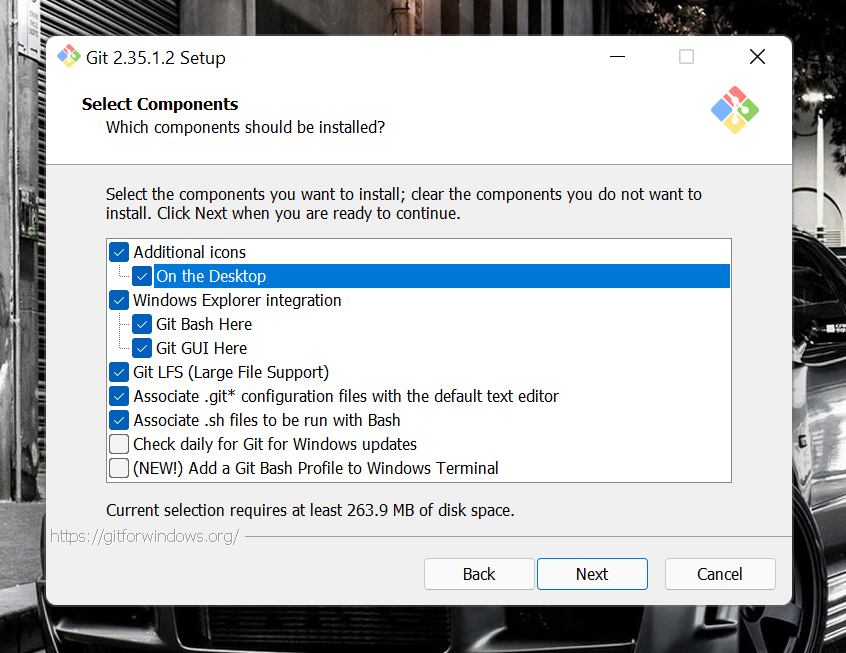 Git 2.35.1.2 Setup
Select Components
Which components should be installed?
Select the components you want to install; clear the components you do not want to
install. Click Next when you are ready to continue.
Additional icons
On the Desktop
Windows Explorer integration
Git Bash Here
Git GUI Here
Git LFS (Large File Support)
Associate .git* configuration files with the default text editor
Associate .sh files to be run with Bash
Check daily for Git for Windows updates
(NEW!) Add a Git Bash Profile to Windows Terminal
Current selection requires at least 263.9 MB of disk space.
https://gitforwindows.org/
Back
Next
Cancel